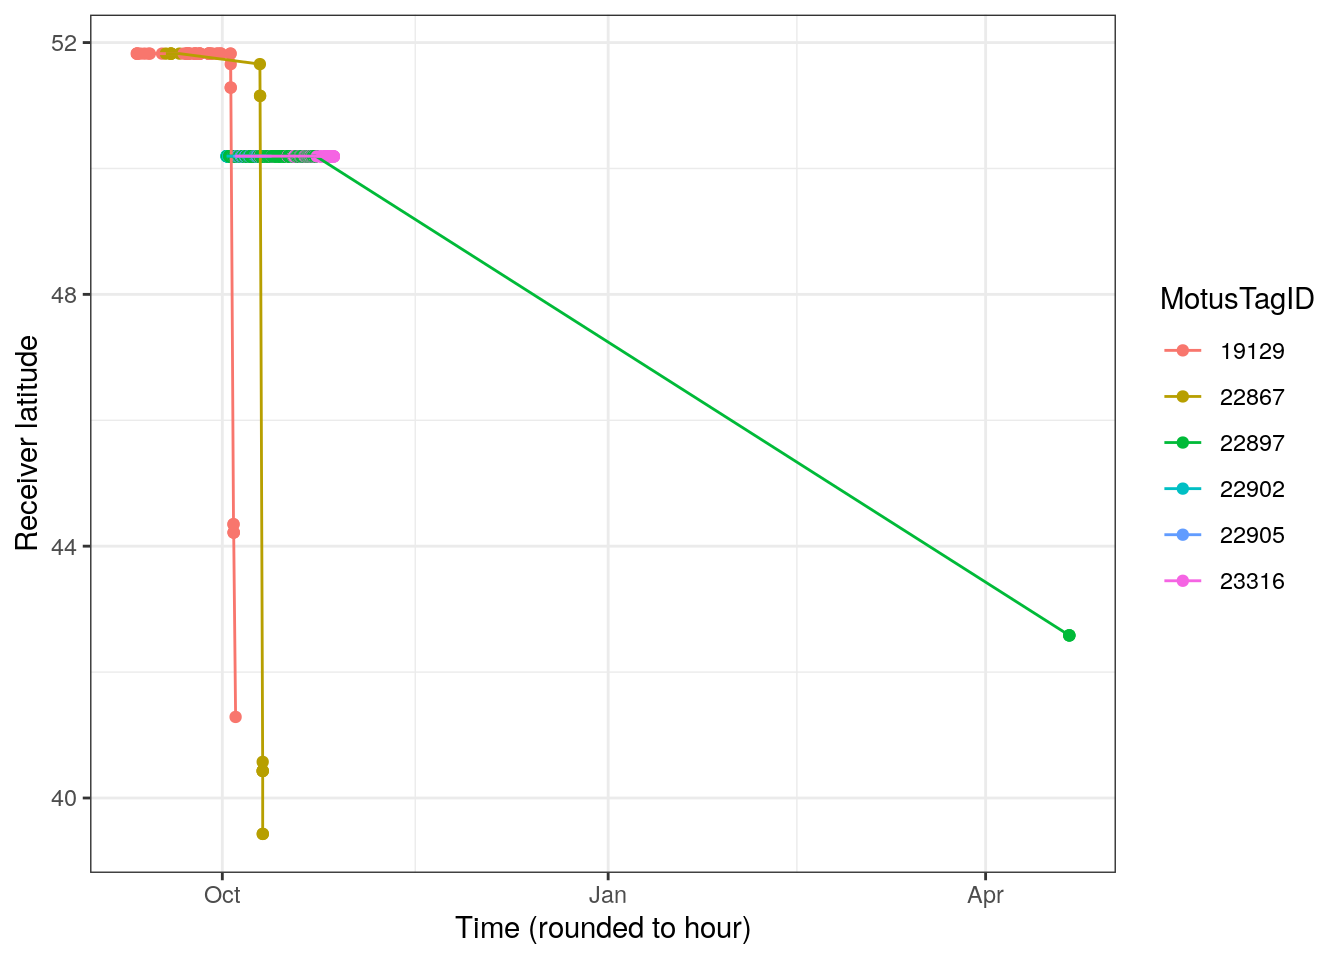 52
48
44
40
Receiver latitude
Oct
Jan
Apr
Time (rounded to hour)
MotusTagID
19129
22867
22897
22902
22905
23316